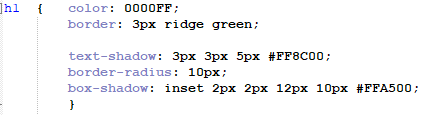 h1 { color: 0000FF;
border: 3px ridge green;
text-shadow: 3px 3px 5px #FF8C00;
border-radius: 10px;
box-shadow: inset 2px 2px 12px 10px #FFA500;
}